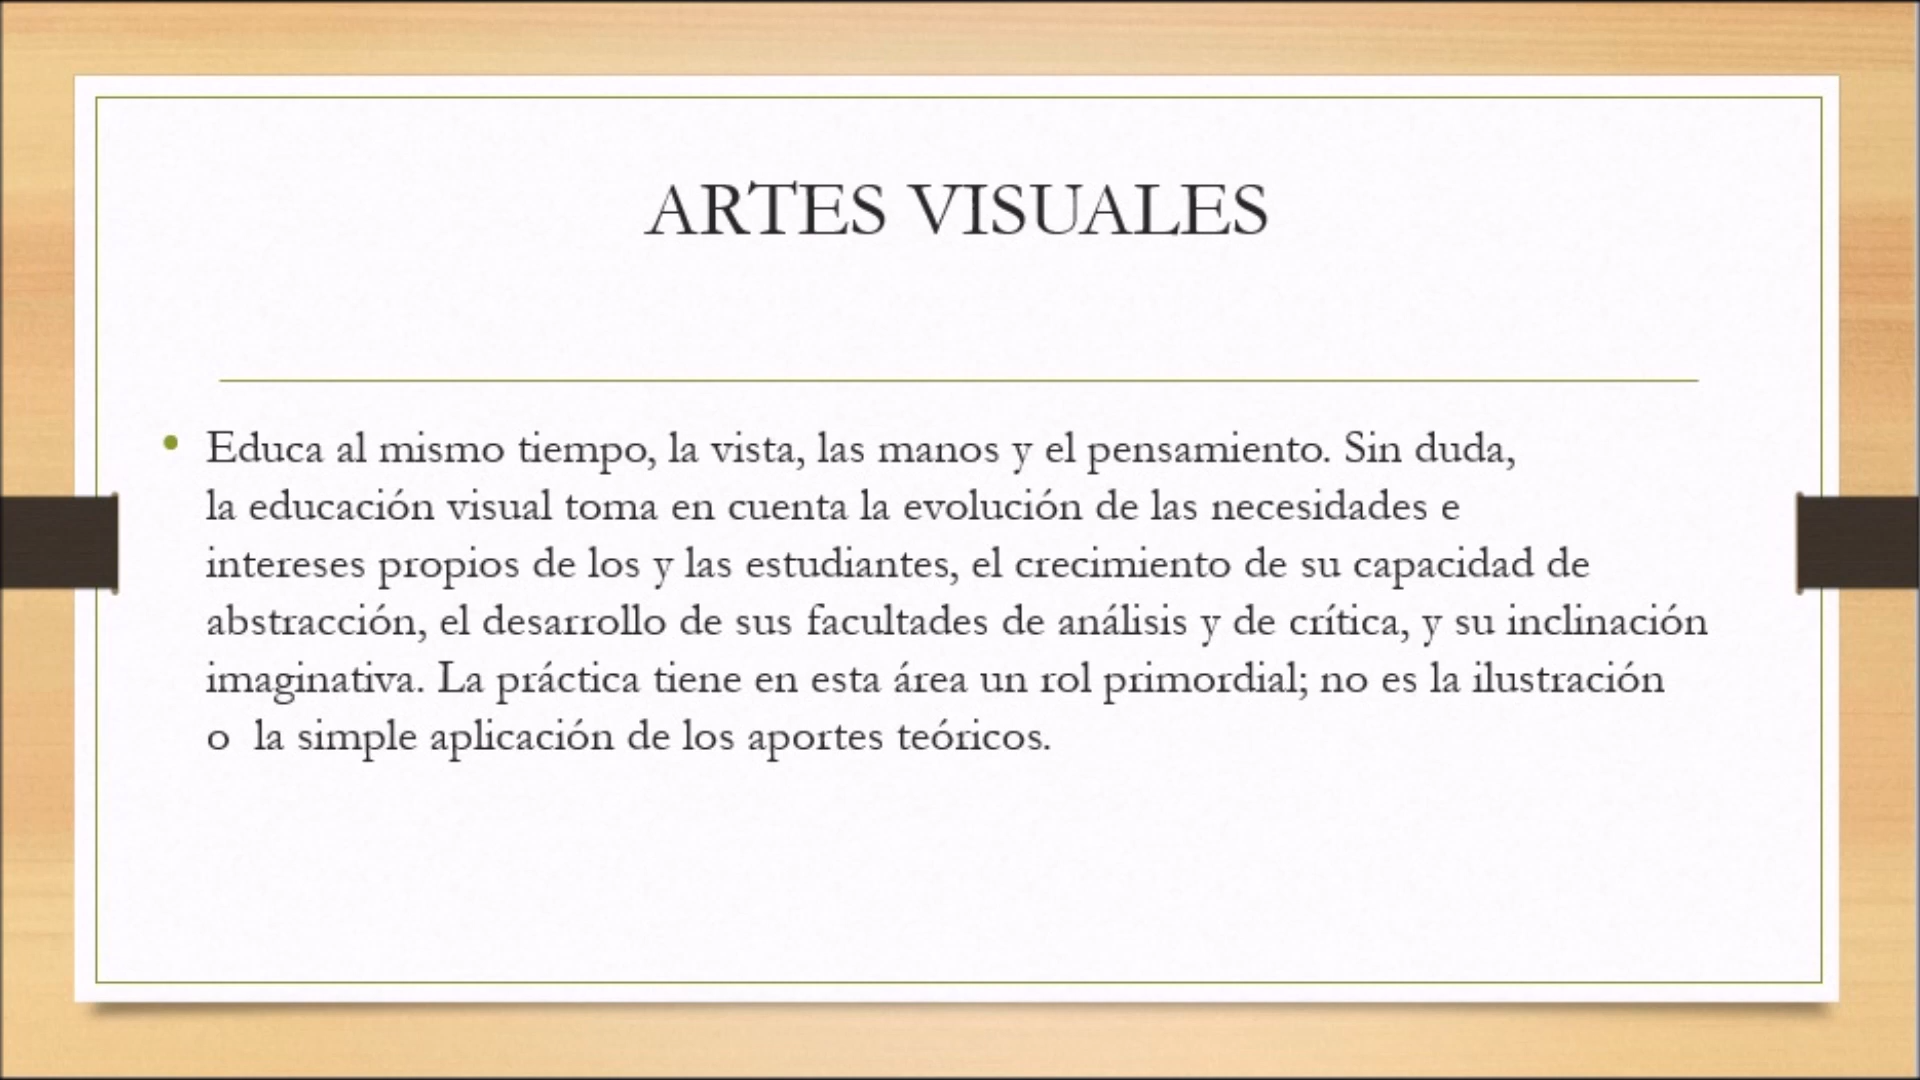 ARTES VISUALES
• Educa al mismo tiempo, la vista, las manos y el pensamiento. Sin duda,
la educación visual toma en cuenta la evolución de las necesidades e
intereses propios de los y las estudiantes, el crecimiento de su capacidad de
abstracción, el desarrollo de sus facultades de análisis y de crítica, y su inclinación
imaginativa. La práctica tiene en esta área un rol primordial; no es la ilustración
o  la simple aplicación de los aportes teóricos.